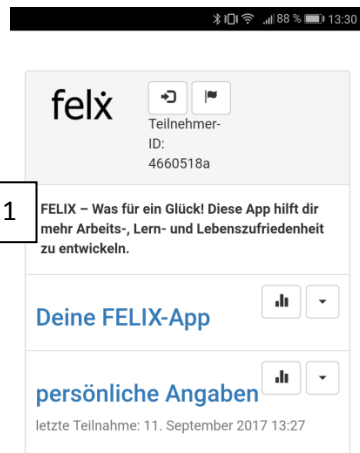 88 % 13:30
felix
Teilnehmer-
ID:
4660518a
1
FELIX – Was für ein Glück! Diese App hilft dir
mehr Arbeits-, Lern- und Lebenszufriedenheit
zu entwickeln.
Deine FELIX-App
persönliche Angaben
letzte Teilnahme: 11. September 2017 13:27